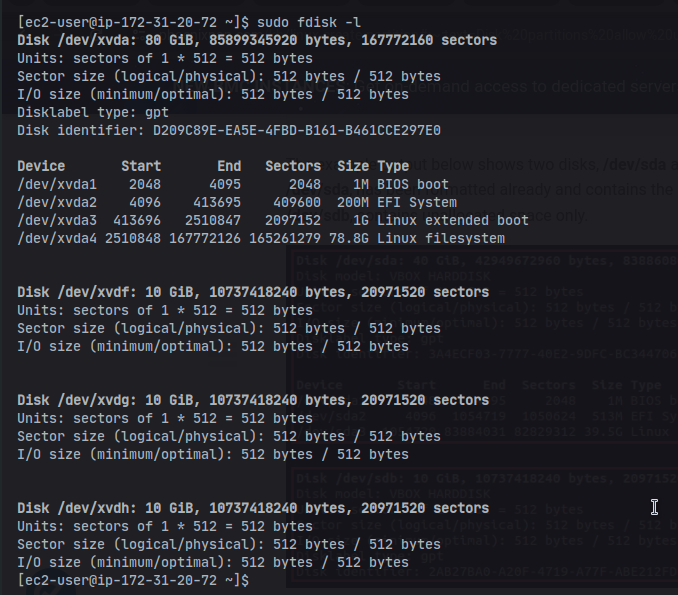 [ec2-user@ip-172-31-20-72 ~]$ sudo fdisk -l
Disk /dev/xvda: 80 GiB, 85899345920 bytes, 167772160 sectors
Units: sectors of 1 * 512 = 512 bytes
Sector size (logical/physical): 512 bytes / 512 bytes
I/O size (minimum/optimal): 512 bytes / 512 bytes
Disklabel type: gpt
Disk identifier: D209C89E-EA5E-4FBD-B161-B461CCE297E0
Device Start End Sectors Size Type
/dev/xvda1 2048 4095 2048 1M BIOS boot
/dev/xvda2 4096 413695 409600 200M EFI System
/dev/xvda3 413696 2510847 2097152 1G Linux extended boot
/dev/xvda4 2510848 167772126 165261279 78.8G Linux filesystem
Disk /dev/xvdf: 10 GiB, 10737418240 bytes, 20971520 sectors
Units: sectors of 1 * 512 = 512 bytes
Sector size (logical/physical): 512 bytes / 512 bytes
I/O size (minimum/optimal): 512 bytes / 512 bytes
Disk /dev/xvdg: 10 GiB, 10737418240 bytes, 20971520 sectors
Units: sectors of 1 * 512 = 512 bytes
Sector size (logical/physical): 512 bytes / 512 bytes
I/O size (minimum/optimal): 512 bytes / 512 bytes
Disk /dev/xvdh: 10 GiB, 10737418240 bytes, 20971520 sectors
Units: sectors of 1 * 512 = 512 bytes
Sector size (logical/physical): 512 bytes / 512 bytes
I/O size (minimum/optimal): 512 bytes / 512 bytes
[ec2-user@ip-172-31-20-72 ~]$